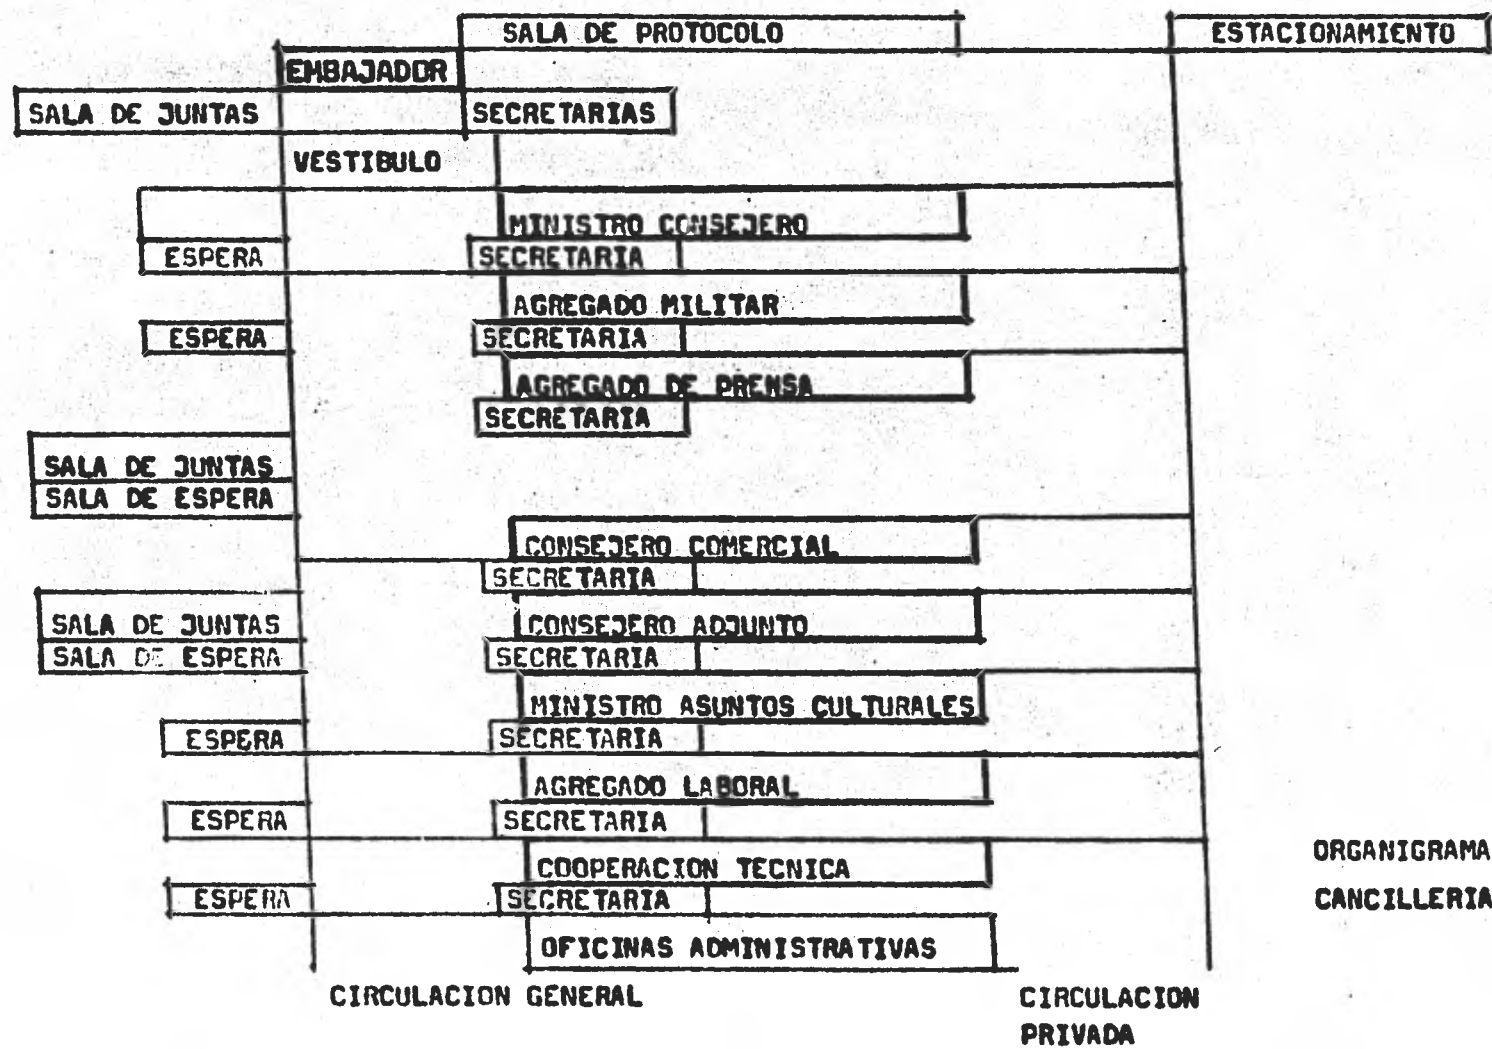 SALA DE PROTOCOLO
ESTACIONAMIENTO
EMBAJADOR
SALA DE JUNTAS
SECRETARIAS
VESTIBULO
MINISTRO CONSEJERO
ESPERA
SECRETARIA
AGREGADO MILITAR
ESPERA
SECRETARIA
AGREGADO DE PRENSA
SECRETARIA
SALA DE JUNTAS
SALA DE ESPERA
CONSEJERO COMERCIAL
SECRETARIA
SALA DE JUNTAS
CONSEJERO ADJUNTO
SALA DE ESPERA
SECRETARIA
MINISTRO ASUNTOS CULTURALES
ESPERA
SECRETARIA
AGREGADO LABORAL
ESPERA
SECRETARIA
COOPERACION TECNICA
ESPERA
SECRETARIA
OFICINAS ADMINISTRATIVAS
ORGANIGRAMA
CANCILLERIA
CIRCULACION GENERAL
CIRCULACION
PRIVADA